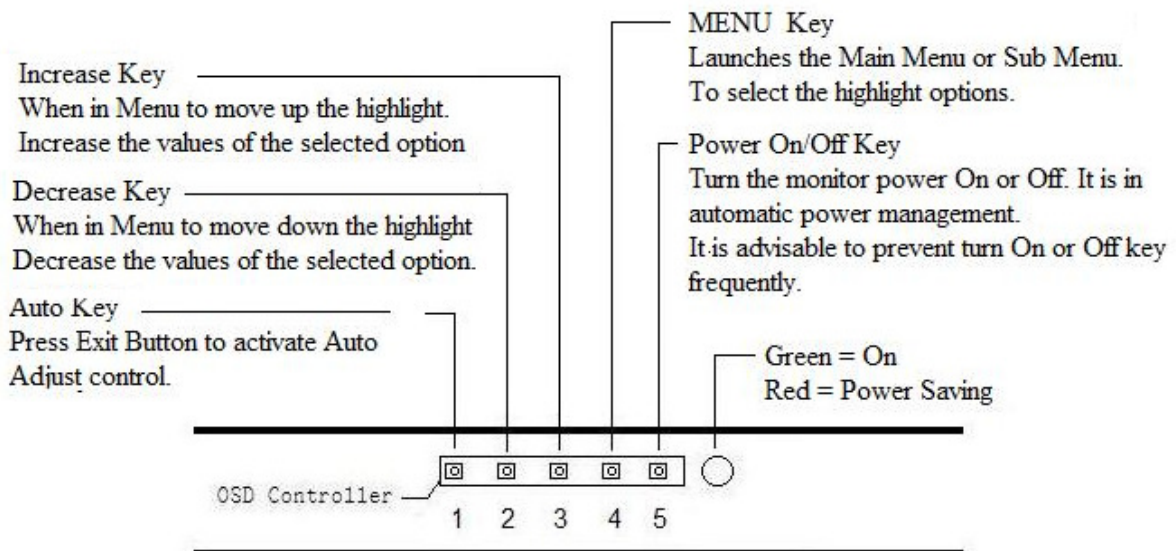 Increase Key
When in Menu to move up the highlight.
Increase the values of the selected option
Decrease Key
When in Menu to move down the highlight
Decrease the values of the selected option.
Auto Key
Press Exit Button to activate Auto
Adjust control.
MENU Key
Launches the Main Menu or Sub Menu.
To select the highlight options.
Power On/Off Key
Turn the monitor power On or Off. It is in
automatic power management.
It is advisable to prevent turn On or Off key
frequently.
Green = On
Red = Power Saving
OSD Controller
1 2 3 4 5